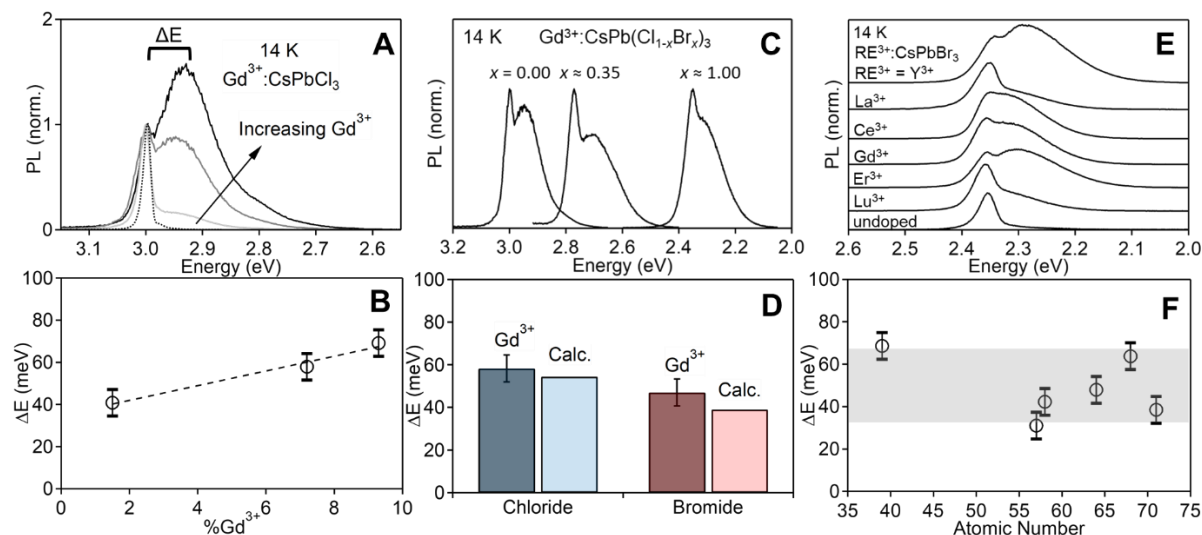 A
ΔE
14 K
Gd³⁺:CsPbCl₃
Increasing Gd³⁺
PL (norm.)
2
1
0
3.1 3.0 2.9 2.8 2.7 2.6
Energy (eV)
C
14 K Gd³⁺:CsPb(Cl₁₋ₓBrₓ)₃
x = 0.00 x ≈ 0.35 x ≈ 1.00
PL (norm.)
3.2 3.0 2.8 2.6 2.4 2.2 2.0
Energy (eV)
E
14 K
RE³⁺:CsPbBr₃
RE³⁺ = Y³⁺
La³⁺
Ce³⁺
Gd³⁺
Er³⁺
Lu³⁺
undoped
PL (norm.)
2.6 2.5 2.4 2.3 2.2 2.1 2.0
Energy (eV)
B
ΔE (meV)
100
80
60
40
20
0
0 2 4 6 8 10
%Gd³⁺
D
Gd³⁺ Calc.
Gd³⁺ Calc.
ΔE (meV)
100
80
60
40
20
0
Chloride Bromide
F
ΔE (meV)
100
80
60
40
20
0
35 40 45 50 55 60 65 70 75
Atomic Number